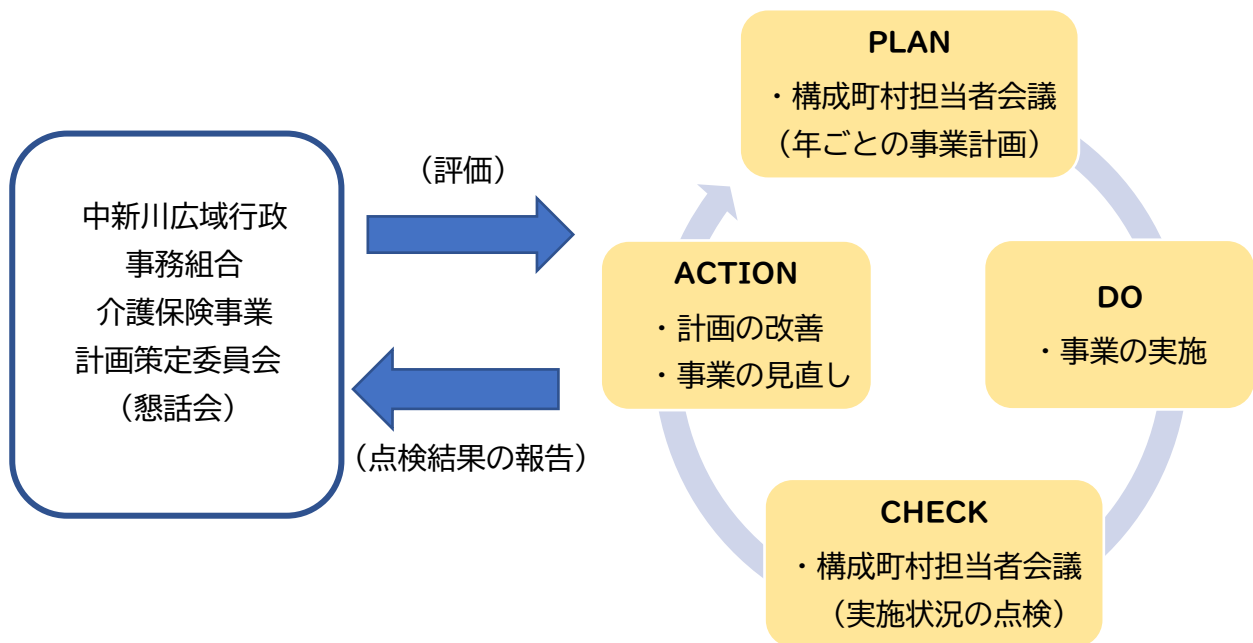 中新川広域行政
事務組合
介護保険事業
計画策定委員会
（懇話会）
（評価）
（点検結果の報告）
PLAN
・構成町村担当者会議
（年ごとの事業計画）
DO
・事業の実施
CHECK
・構成町村担当者会議
（実施状況の点検）
ACTION
・計画の改善
・事業の見直し